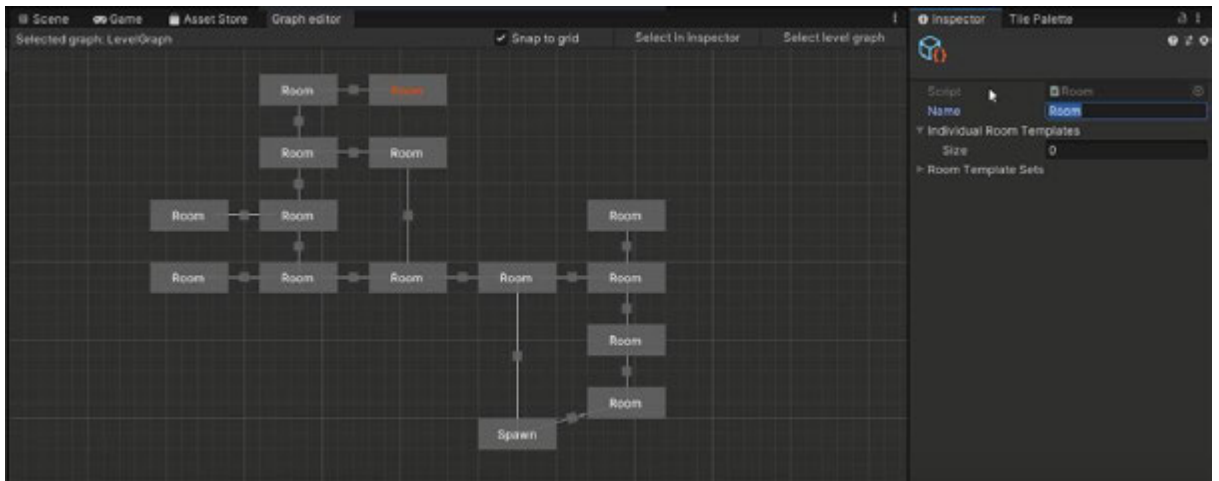 Scene Game Asset Store Graph editor
Selected graph: LevelGraph Snap to grid Select in inspector Select level graph
Room Room
Room Room
Room Room Room
Room Room Room Room Room
Room
Room
Spawn
Inspector Tile Palette
Script Room
Name Room
Individual Room Templates
Size 0
Room Template Sets